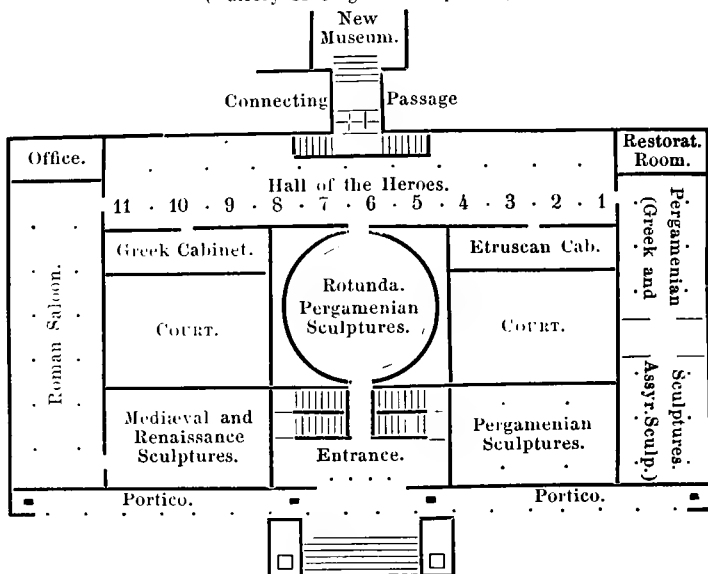 New
Museum.
Connecting Passage
Office.
Restorat.
Room.
Hall of the Heroes.
11 . 10 . 9 . 8 . 7 . 6 . 5 . 4 . 3 . 2 . 1
Greek Cabinet.
Etruscan Cab.
Pergamenian
(Greek and
Roman Saloon.
Rotunda.
Pergamenian
Sculptures.
COURT.
COURT.
Sculptures.
Assyr. Sculp.)
Mediæval and
Renaissance
Sculptures.
Pergamenian
Sculptures.
Entrance.
Portico.
Portico.